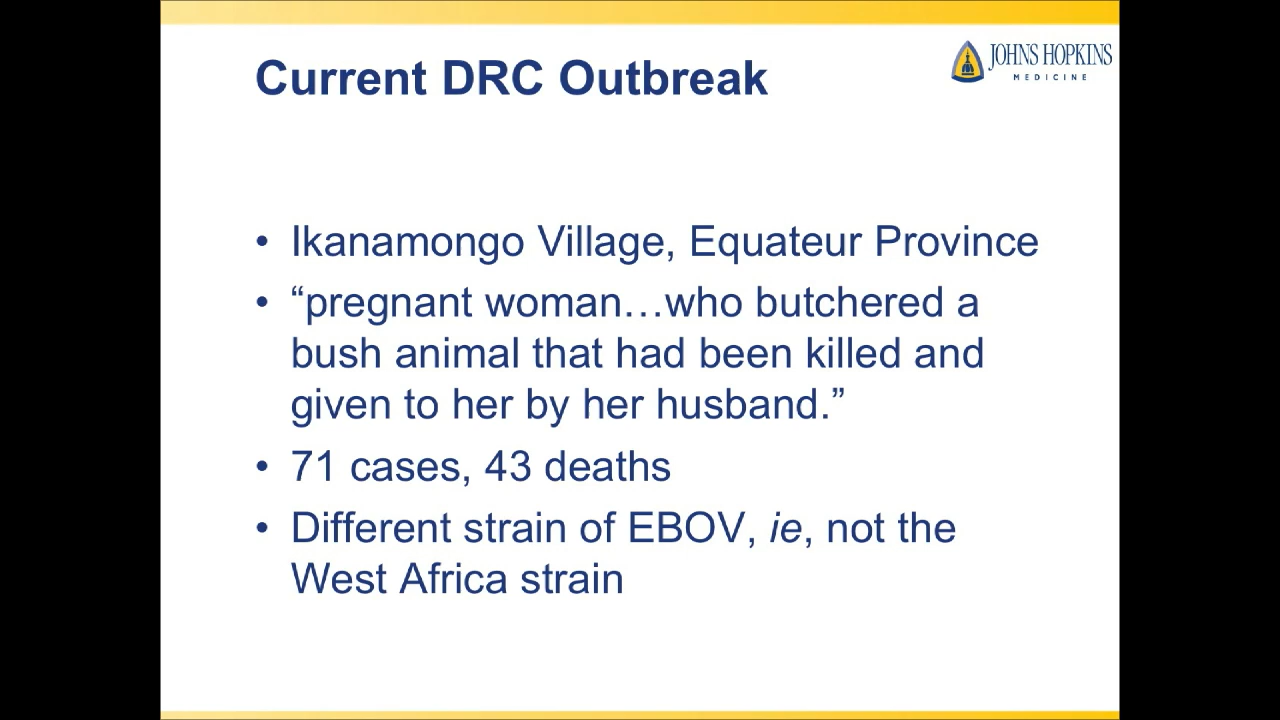 Current DRC Outbreak
JOHNS HOPKINS
MEDICINE
• Ikanamongo Village, Equateur Province
• “pregnant woman…who butchered a
bush animal that had been killed and
given to her by her husband.”
• 71 cases, 43 deaths
• Different strain of EBOV, ie, not the
West Africa strain